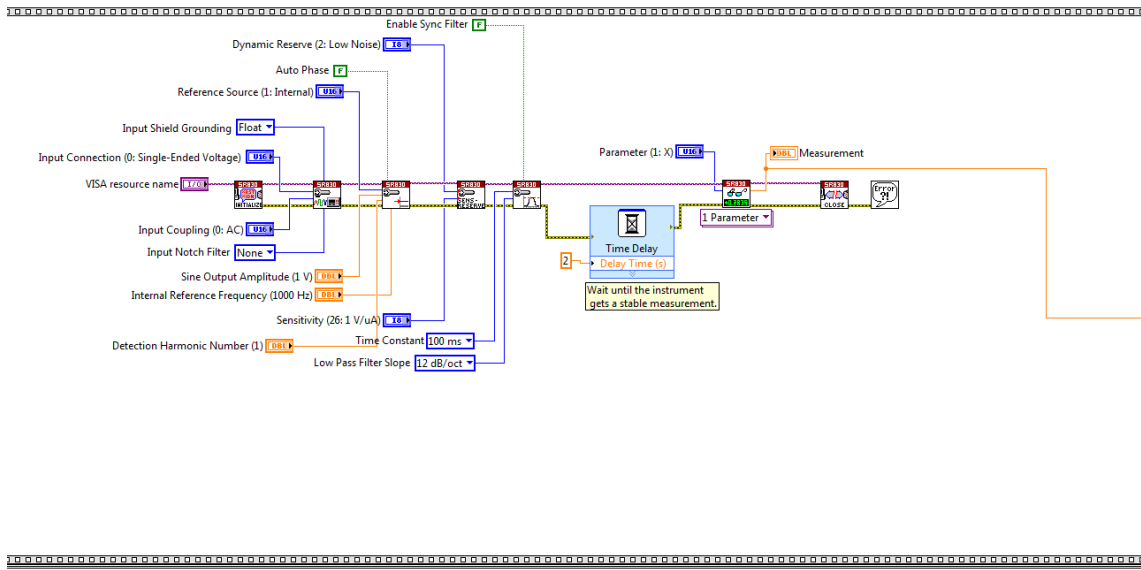 Enable Sync Filter F
Dynamic Reserve (2: Low Noise) I8
Auto Phase F
Reference Source (1: Internal) U16
Input Shield Grounding Float
Input Connection (0: Single-Ended Voltage) U16
Parameter (1: X) U16
DBL Measurement
VISA resource name I/O
SR830 INITIALIZE
SR830
SR830
SR830 SENS-RESERVE
SR830
SR830
SR830 CLOSE
Error ?!
1 Parameter
Input Coupling (0: AC) U16
Input Notch Filter None
Time Delay
2 Delay Time (s)
Sine Output Amplitude (1 V) DBL
Internal Reference Frequency (1000 Hz) DBL
Wait until the instrument
gets a stable measurement.
Sensitivity (26: 1 V/uA) I8
Time Constant 100 ms
Detection Harmonic Number (1) DBL
Low Pass Filter Slope 12 dB/oct